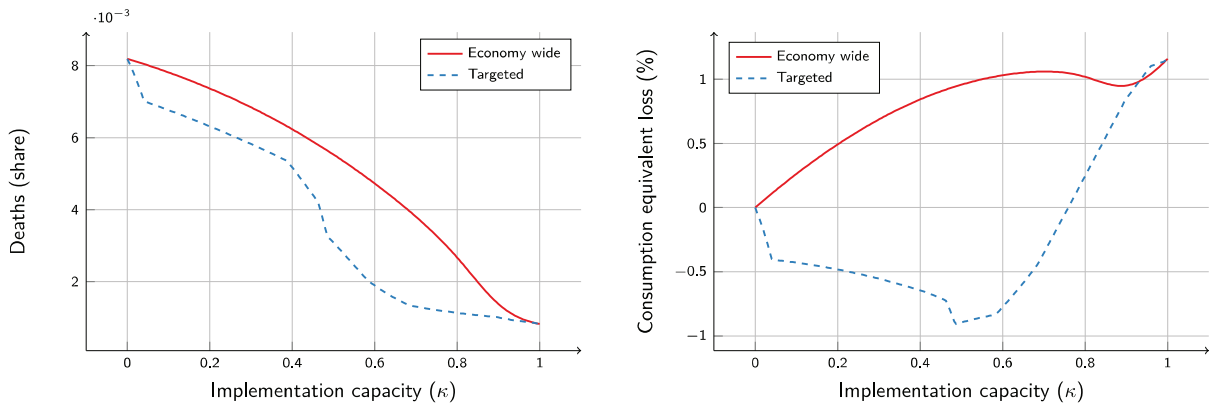 ·10⁻³
Deaths (share)
8
6
4
2
0 0.2 0.4 0.6 0.8 1
Implementation capacity (κ)
Economy wide
Targeted
Consumption equivalent loss (%)
1
0.5
0
−0.5
−1
0 0.2 0.4 0.6 0.8 1
Implementation capacity (κ)
Economy wide
Targeted